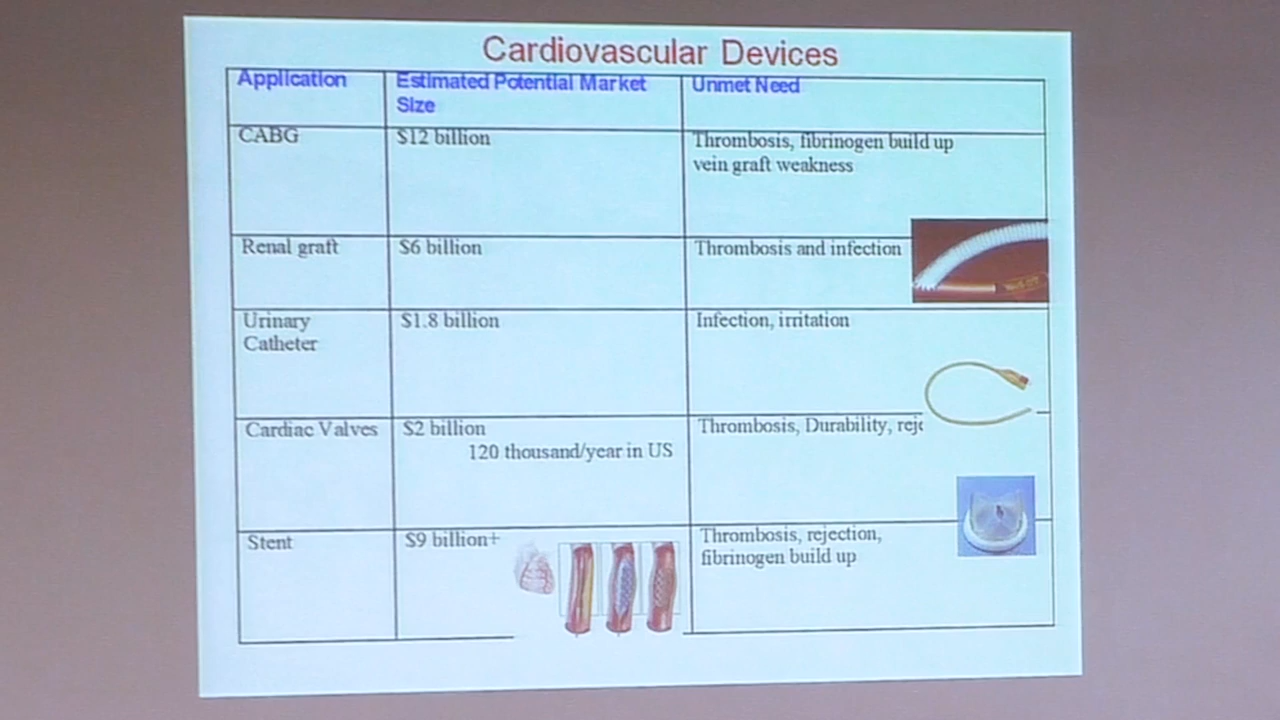 Cardiovascular Devices
Application
Estimated Potential Market
Size
Unmet Need
CABG
$12 billion
Thrombosis, fibrinogen build up
vein graft weakness
Renal graft
$6 billion
Thrombosis and infection
Urinary
Catheter
$1.8 billion
Infection, irritation
Cardiac Valves
$2 billion
120 thousand/year in US
Thrombosis, Durability,
Stent
$9 billion+
Thrombosis, rejection,
fibrinogen build up